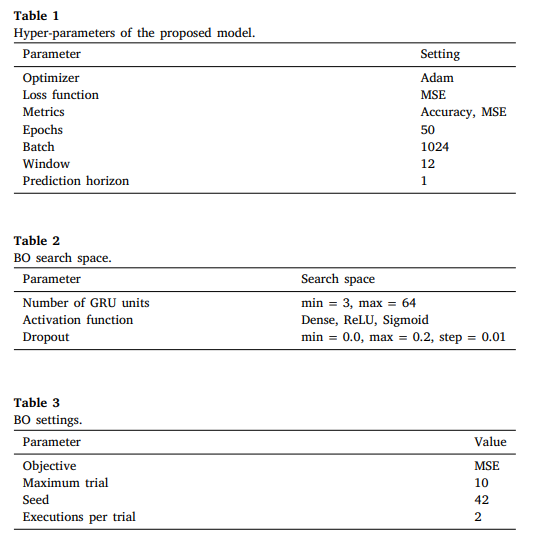 Table 1
Hyper-parameters of the proposed model.
Parameter Setting
Optimizer Adam
Loss function MSE
Metrics Accuracy, MSE
Epochs 50
Batch 1024
Window 12
Prediction horizon 1
Table 2
BO search space.
Parameter Search space
Number of GRU units min = 3, max = 64
Activation function Dense, ReLU, Sigmoid
Dropout min = 0.0, max = 0.2, step = 0.01
Table 3
BO settings.
Parameter Value
Objective MSE
Maximum trial 10
Seed 42
Executions per trial 2